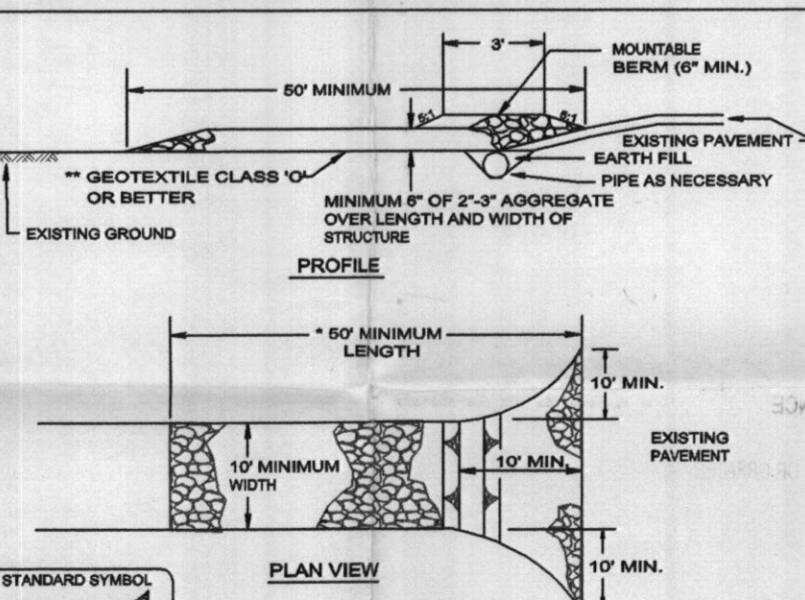 3'
MOUNTABLE
BERM (6" MIN.)
50' MINIMUM
5:1
5:1
EXISTING PAVEMENT
EARTH FILL
** GEOTEXTILE CLASS 'C'
OR BETTER
PIPE AS NECESSARY
MINIMUM 6" OF 2"-3" AGGREGATE
OVER LENGTH AND WIDTH OF
STRUCTURE
EXISTING GROUND
PROFILE
* 50' MINIMUM
LENGTH
10' MIN.
10' MINIMUM
WIDTH
10' MIN.
EXISTING
PAVEMENT
10' MIN.
PLAN VIEW
STANDARD SYMBOL